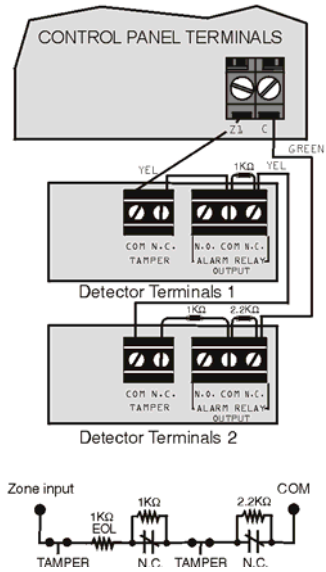 CONTROL PANEL TERMINALS
Z1 C
GREEN
YEL 1KΩ YEL
COM N.C. N.O. COM N.C.
TAMPER ALARM RELAY
OUTPUT
Detector Terminals 1
1KΩ 2.2KΩ
COM N.C. N.O. COM N.C.
TAMPER ALARM RELAY
OUTPUT
Detector Terminals 2
Zone input COM
1KΩ 2.2KΩ
1KΩ
EOL
TAMPER N.C. TAMPER N.C.